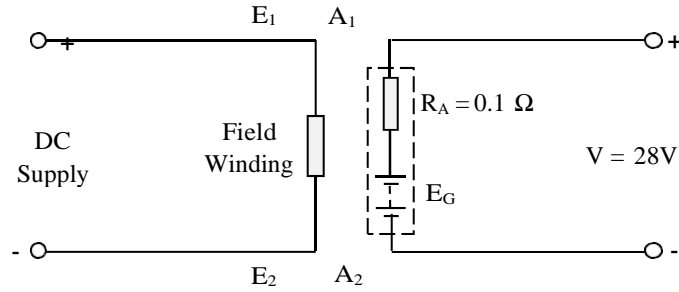 E₁ A₁
+ +
R_A = 0.1 Ω
Field
Winding
DC
Supply
V = 28V
E_G
- -
E₂ A₂